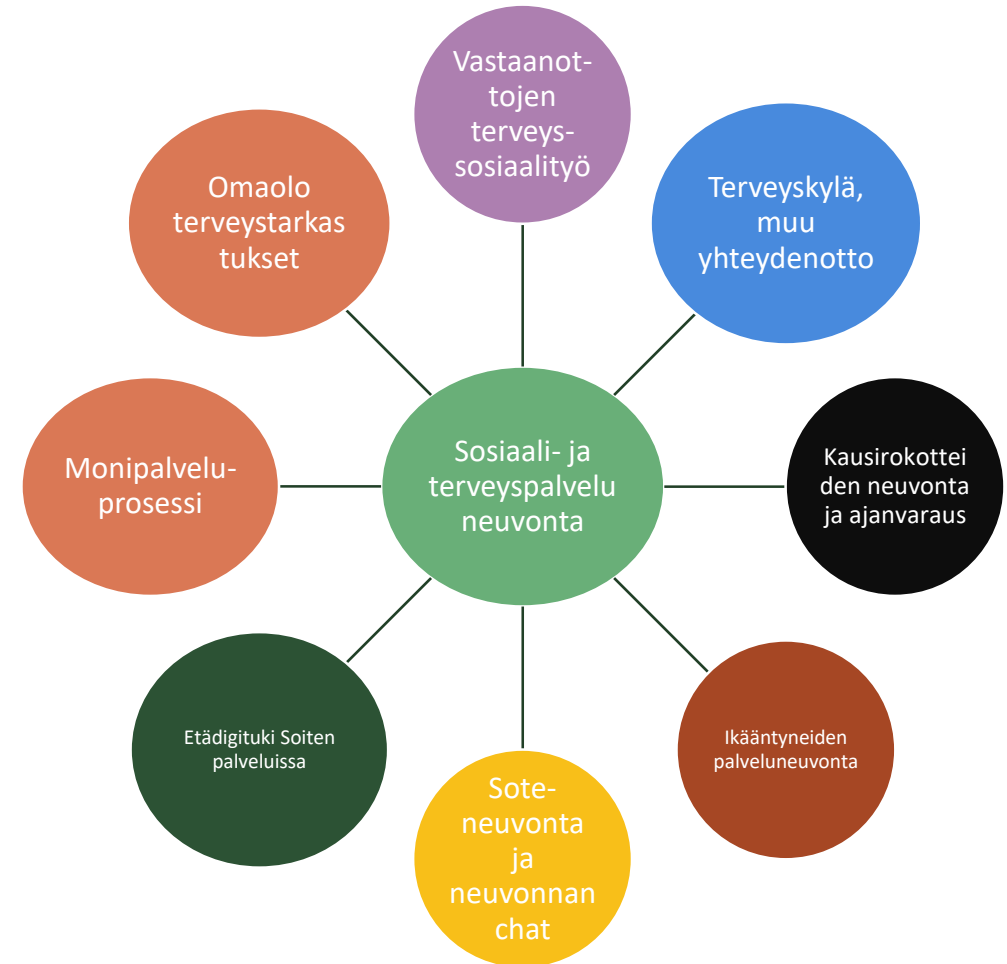 Vastaanot-
tojen
terveys-
sosiaalityö
Omaolo
terveystarkas
tukset
Terveyskylä,
muu
yhteydenotto
Monipalvelu-
prosessi
Sosiaali- ja
terveyspalvelu
neuvonta
Kausirokottei
den neuvonta
ja ajanvaraus
Etädigituki Soiten
palveluissa
Sote-
neuvonta
ja
neuvonnan
chat
Ikääntyneiden
palveluneuvonta